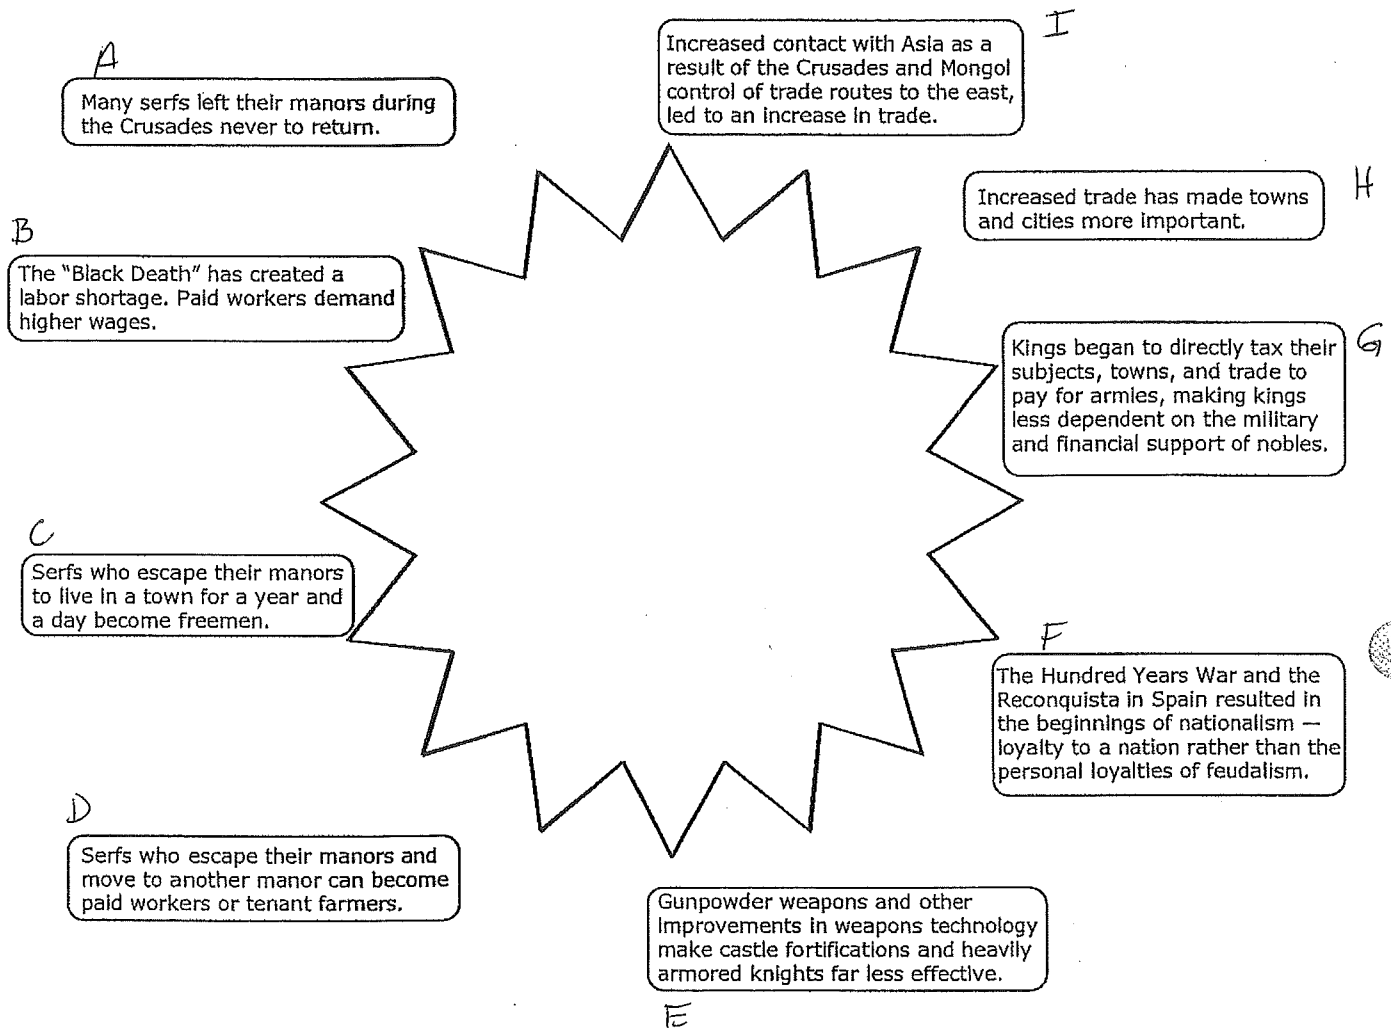 A
Many serfs left their manors during
the Crusades never to return.
I
Increased contact with Asia as a
result of the Crusades and Mongol
control of trade routes to the east,
led to an increase in trade.
H
Increased trade has made towns
and cities more important.
B
The "Black Death" has created a
labor shortage. Paid workers demand
higher wages.
G
Kings began to directly tax their
subjects, towns, and trade to
pay for armies, making kings
less dependent on the military
and financial support of nobles.
C
Serfs who escape their manors
to live in a town for a year and
a day become freemen.
F
The Hundred Years War and the
Reconquista in Spain resulted in
the beginnings of nationalism —
loyalty to a nation rather than the
personal loyalties of feudalism.
D
Serfs who escape their manors and
move to another manor can become
paid workers or tenant farmers.
Gunpowder weapons and other
improvements in weapons technology
make castle fortifications and heavily
armored knights far less effective.
E